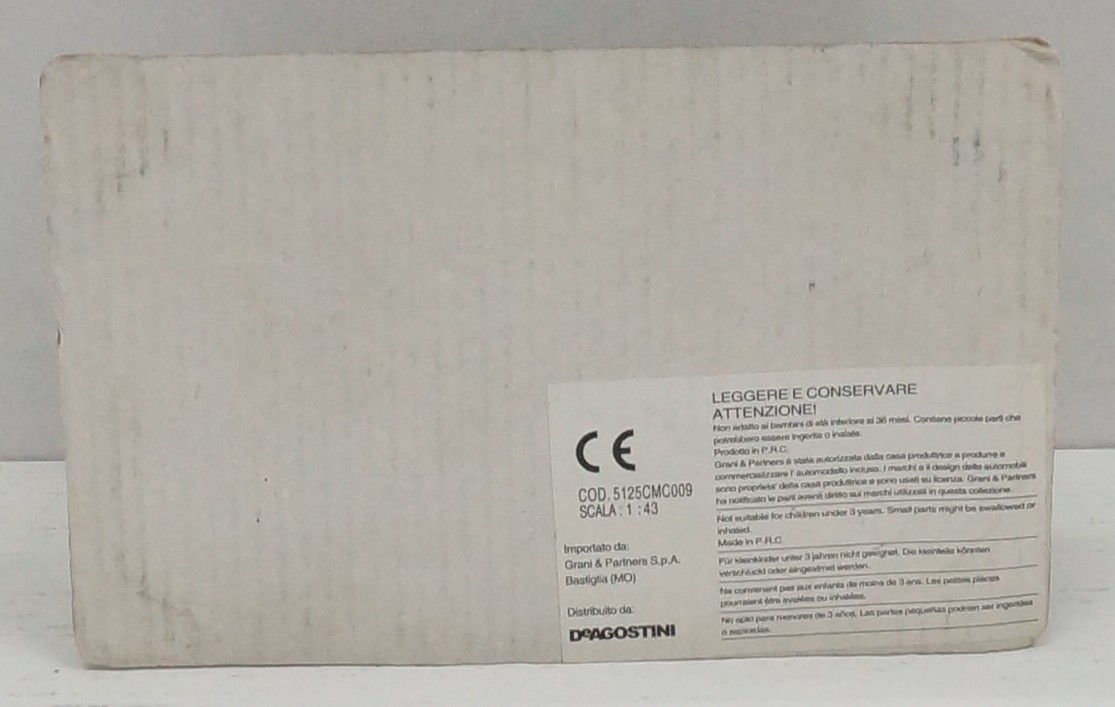 CE
COD. 5125CMC009
SCALA : 1 : 43
Importato da:
Grani & Partners S.p.A.
Bastiglia (MO)
Distribuito da:
DeAGOSTINI
LEGGERE E CONSERVARE
ATTENZIONE!
Non adatto ai bambini di età inferiore ai 36 mesi. Contiene piccole parti che
potrebbero essere ingerite o inalate.
Prodotto in P.R.C.
Grani & Partners è stata autorizzata dalla casa produttrice a produrre e
commercializzare l' automodello incluso. I marchi e il design delle automobili
sono proprieta' della casa produttrice e sono usati su licenza. Grani & Partners
ha notificato le parti aventi diritto sui marchi utilizzati in questa collezione.
Not suitable for children under 3 years. Small parts might be swallowed or
inhaled.
Made in P.R.C.
Für kleinkinder unter 3 jahren nicht geeignet. Die kleinteile könnten
verschluckt oder eingeatmet werden.
Ne convenent pas aux enfants de moins de 3 ans. Les petites pièces
pourraient être avalées ou inhalées.
No apto para menores de 3 años. Las partes pequeñas podrían ser ingeridas
o aspiradas.